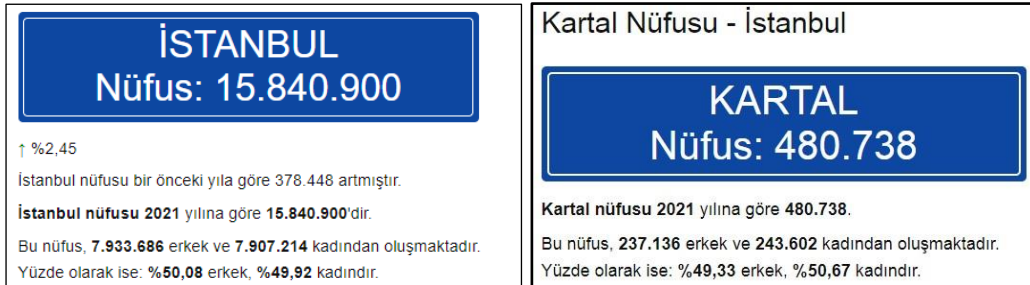 İSTANBUL
Nüfus: 15.840.900
↑ %2,45
İstanbul nüfusu bir önceki yıla göre 378.448 artmıştır.
İstanbul nüfusu 2021 yılına göre 15.840.900'dir.
Bu nüfus, 7.933.686 erkek ve 7.907.214 kadından oluşmaktadır.
Yüzde olarak ise: %50,08 erkek, %49,92 kadındır.
Kartal Nüfusu - İstanbul
KARTAL
Nüfus: 480.738
Kartal nüfusu 2021 yılına göre 480.738.
Bu nüfus, 237.136 erkek ve 243.602 kadından oluşmaktadır.
Yüzde olarak ise: %49,33 erkek, %50,67 kadındır.